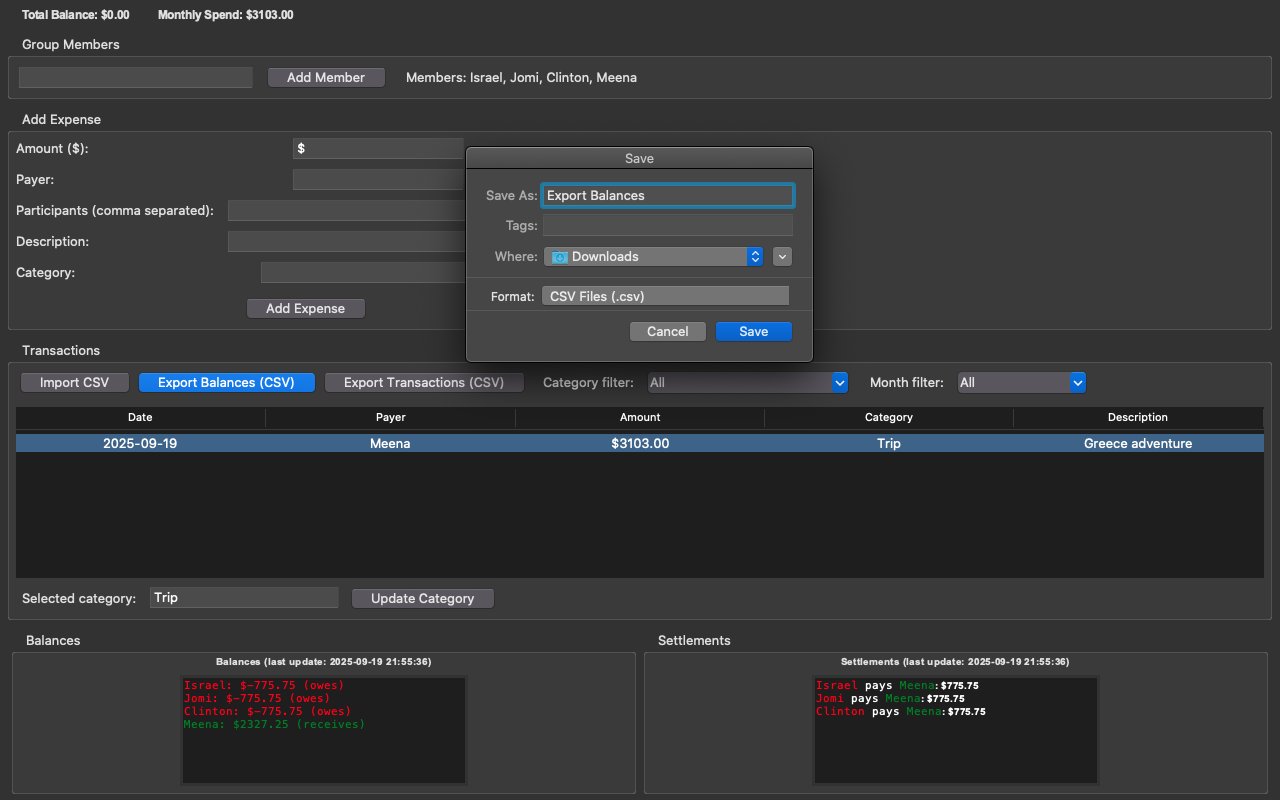 Total Balance: $0.00 Monthly Spend: $3103.00
Group Members
Add Member Members: Israel, Jomi, Clinton, Meena
Add Expense
Amount ($): $
Payer:
Participants (comma separated):
Description:
Category:
Add Expense
Save
Save As: Export Balances
Tags:
Where: Downloads
Format: CSV Files (.csv)
Cancel Save
Transactions
Import CSV Export Balances (CSV) Export Transactions (CSV) Category filter: All Month filter: All
Date Payer Amount Category Description
2025-09-19 Meena $3103.00 Trip Greece adventure
Selected category: Trip Update Category
Balances
Balances (last update: 2025-09-19 21:55:36)
Israel: $-775.75 (owes)
Jomi: $-775.75 (owes)
Clinton: $-775.75 (owes)
Meena: $2327.25 (receives)
Settlements
Settlements (last update: 2025-09-19 21:55:36)
Israel pays Meena: $775.75
Jomi pays Meena: $775.75
Clinton pays Meena: $775.75